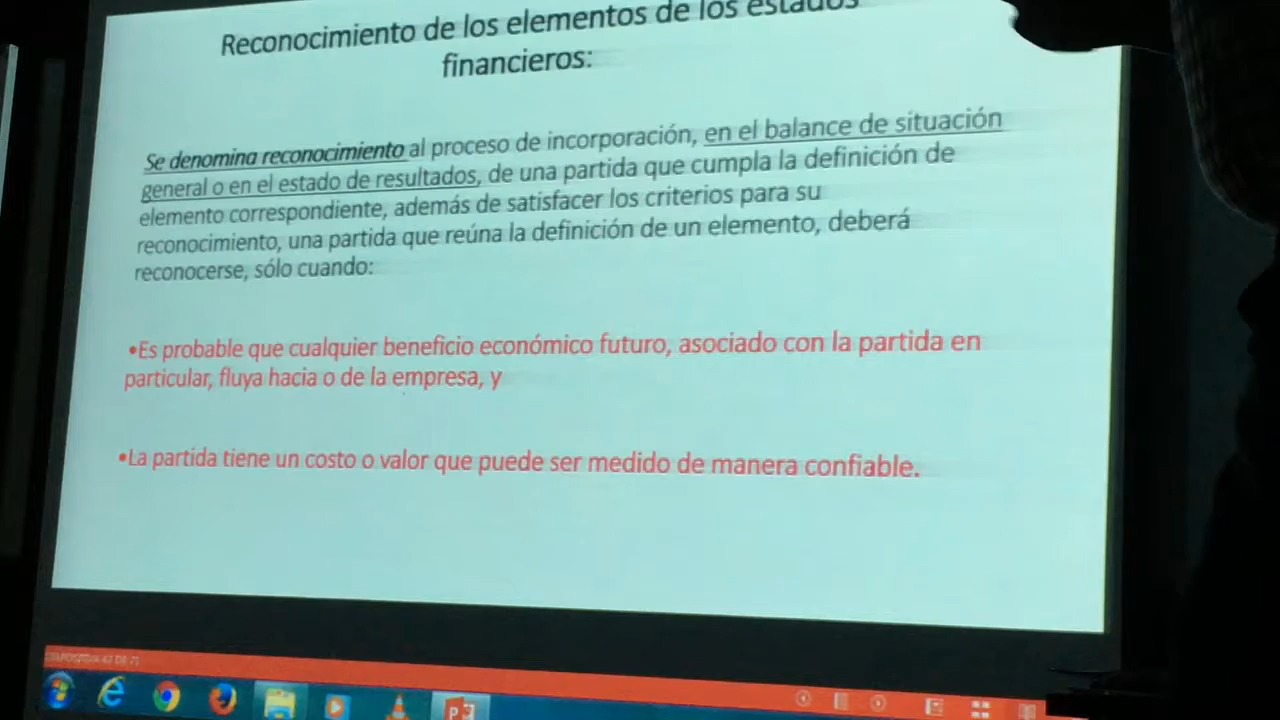 Reconocimiento de los elementos de los estados
financieros:
Se denomina reconocimiento al proceso de incorporación, en el balance de situación
general o en el estado de resultados, de una partida que cumpla la definición de
elemento correspondiente, además de satisfacer los criterios para su
reconocimiento, una partida que reúna la definición de un elemento, deberá
reconocerse, sólo cuando:
•Es probable que cualquier beneficio económico futuro, asociado con la partida en
particular, fluya hacia o de la empresa, y
•La partida tiene un costo o valor que puede ser medido de manera confiable.